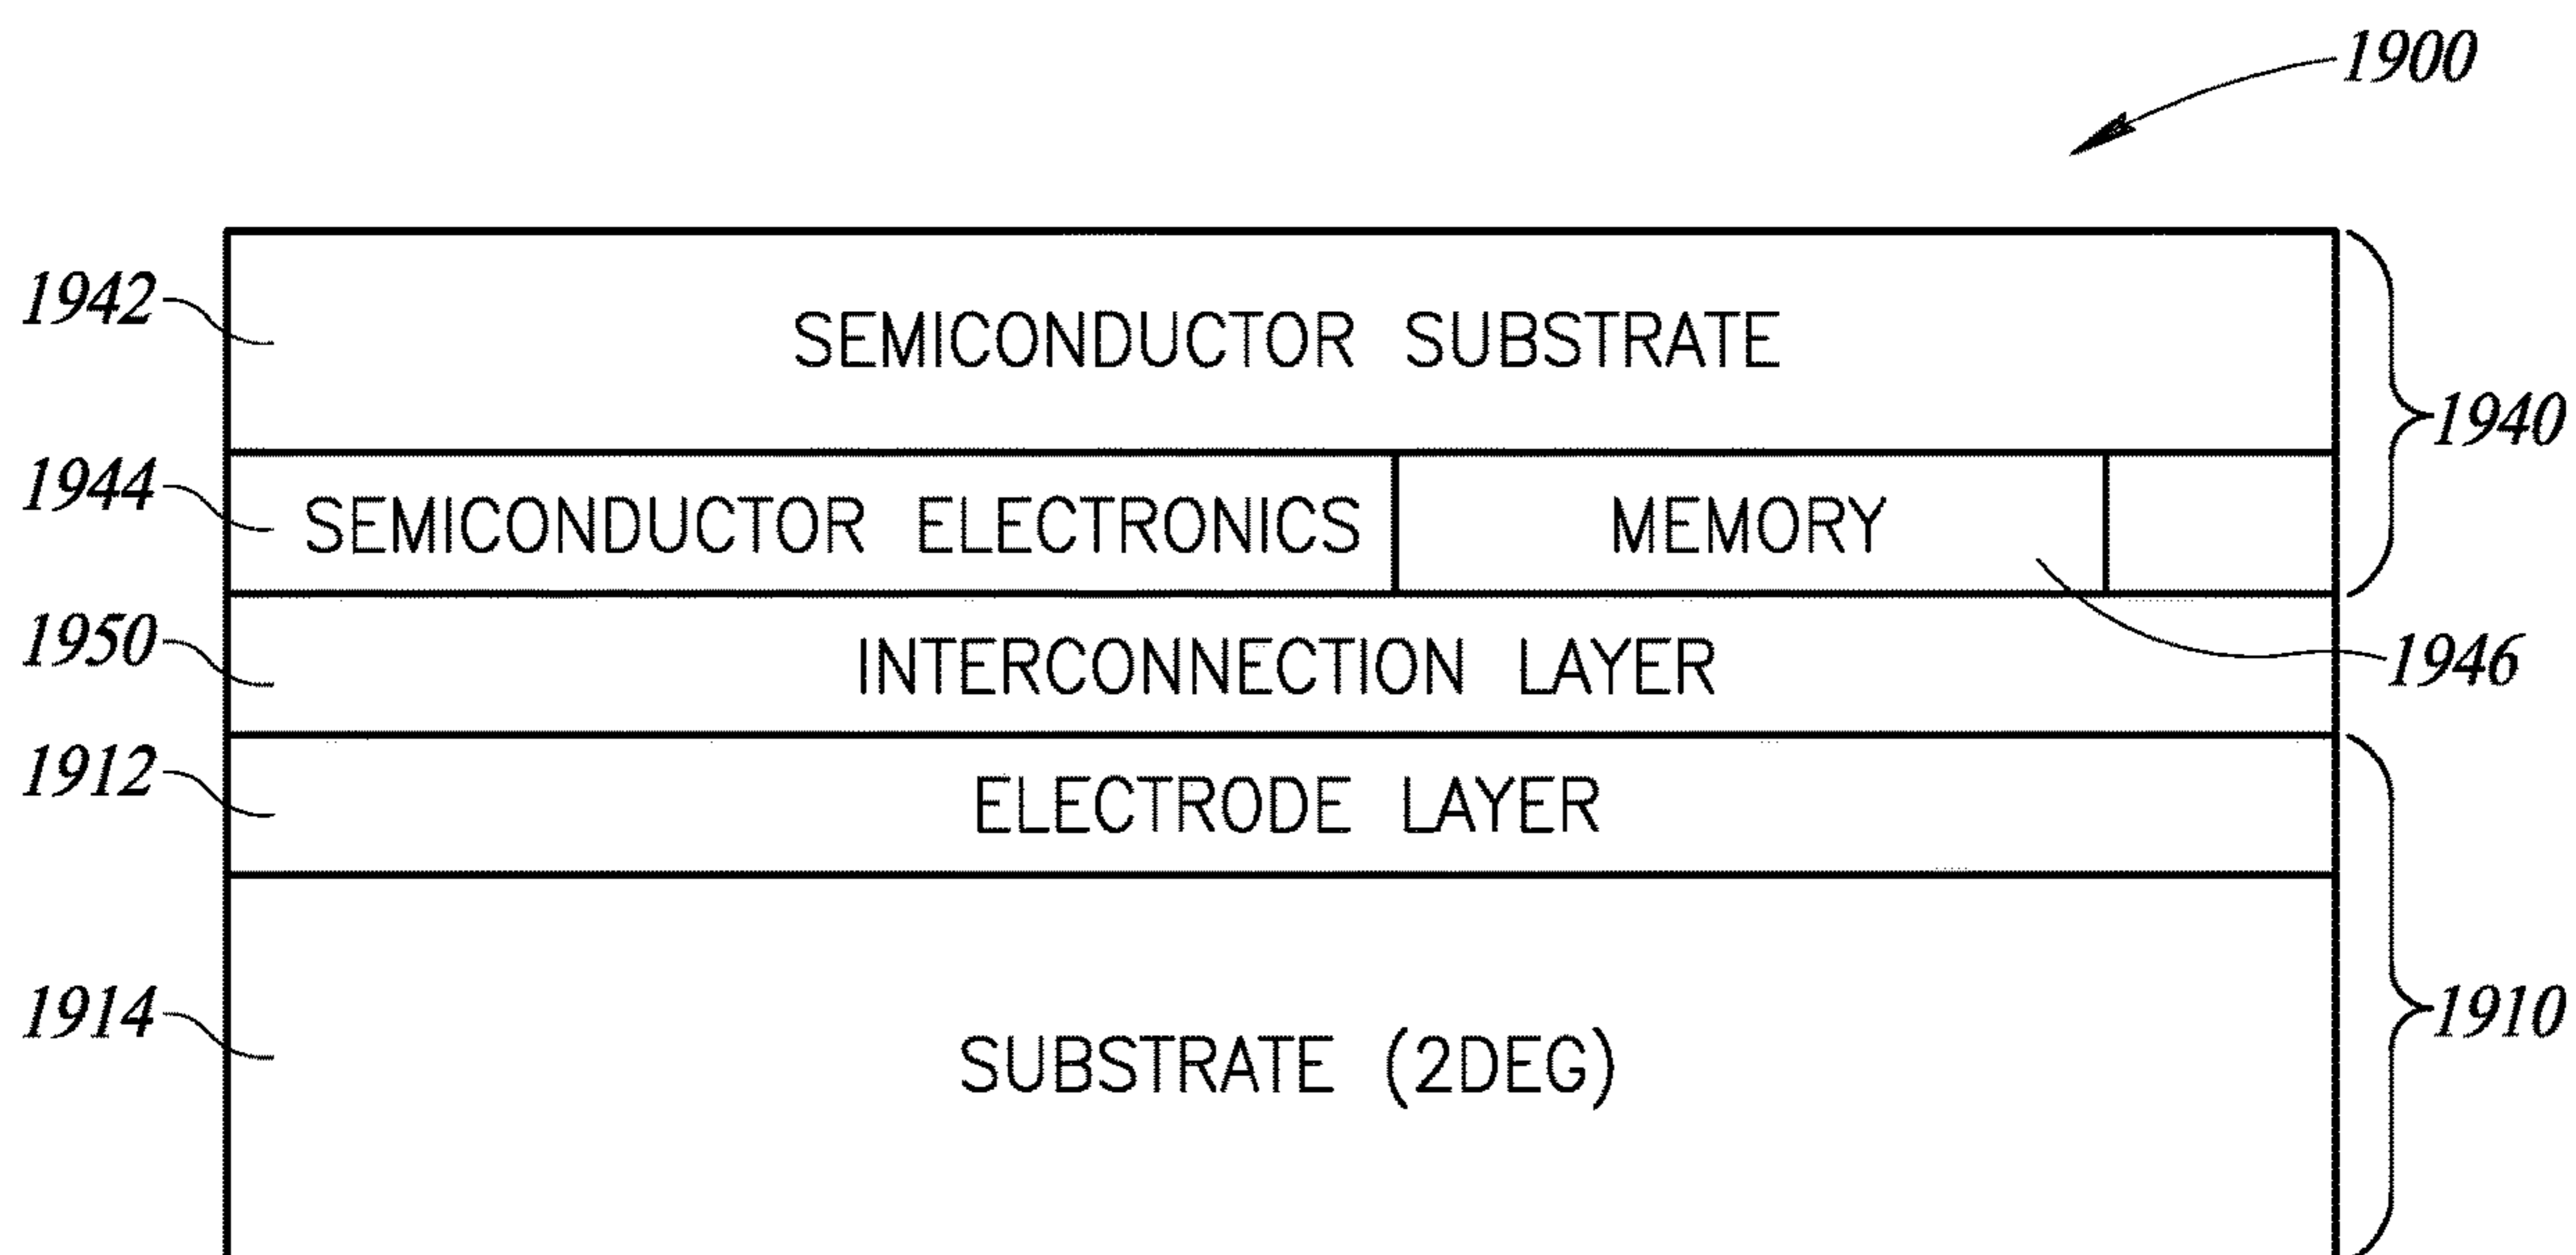 1900
1942
SEMICONDUCTOR SUBSTRATE
1940
1944
SEMICONDUCTOR ELECTRONICS
MEMORY
1950
INTERCONNECTION LAYER
1946
1912
ELECTRODE LAYER
1914
SUBSTRATE (2DEG)
1910